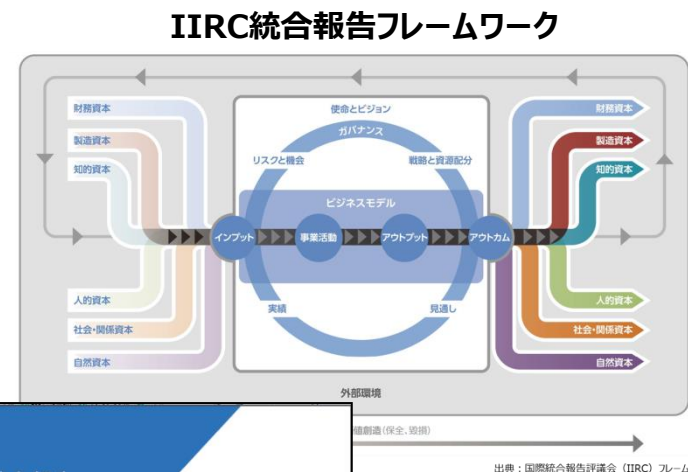 IIRC統合報告フレームワーク
財務資本
製造資本
知的資本
人的資本
社会・関係資本
自然資本
使命とビジョン
ガバナンス
リスクと機会
戦略と資源配分
ビジネスモデル
インプット
事業活動
アウトプット
アウトカム
実績
見通し
財務資本
製造資本
知的資本
人的資本
社会・関係資本
自然資本
外部環境
値創造(保全､毀損)
出典:国際統合報告評議会(IIRC)フレーム